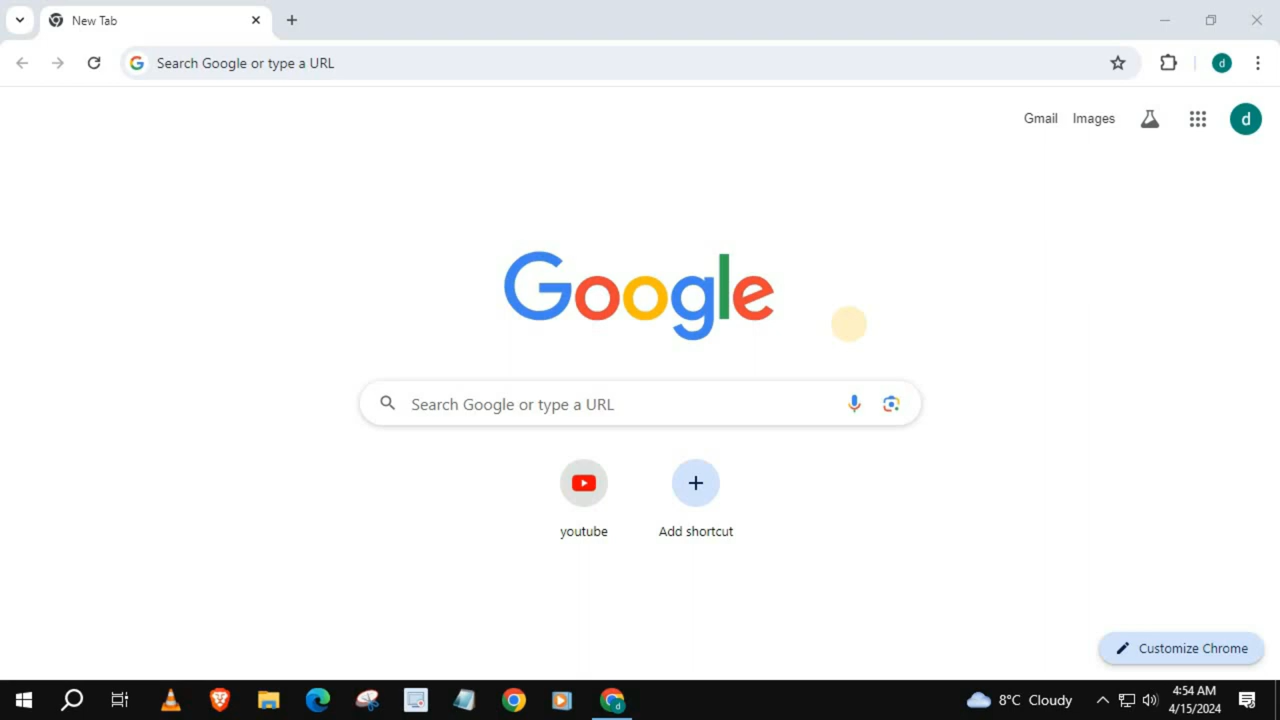 New Tab
Search Google or type a URL
d
Gmail Images
d
Google
Search Google or type a URL
youtube
Add shortcut
Customize Chrome
d
8°C Cloudy
4:54 AM
4/15/2024